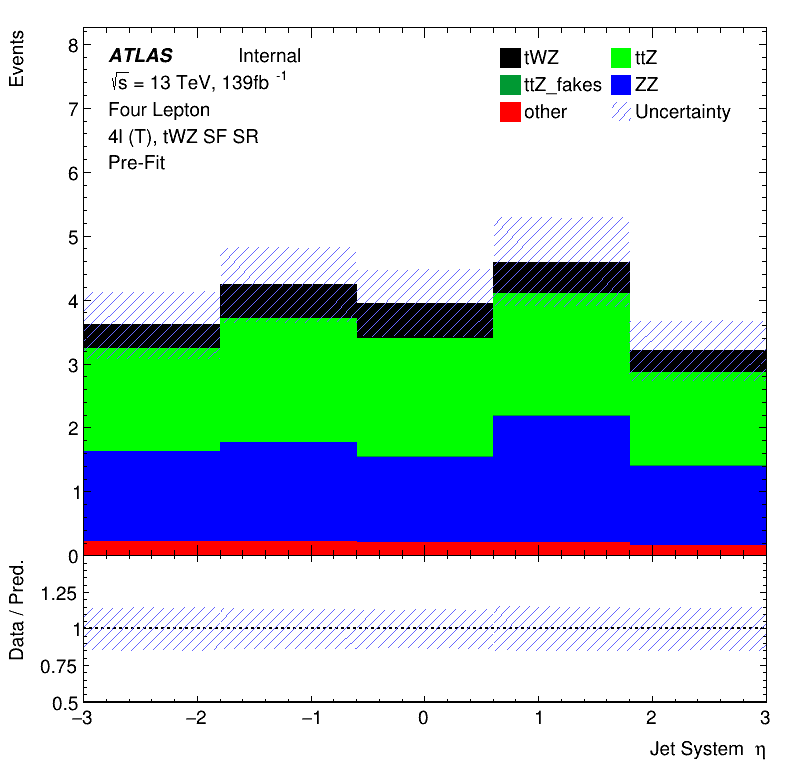 Events
8
7
6
5
4
3
2
1
0
ATLAS Internal
√s = 13 TeV, 139fb -1
Four Lepton
4l (T), tWZ SF SR
Pre-Fit
tWZ ttZ
ttZ_fakes ZZ
other Uncertainty
Data / Pred.
1.25
1
0.75
0.5
−3 −2 −1 0 1 2 3
Jet System η